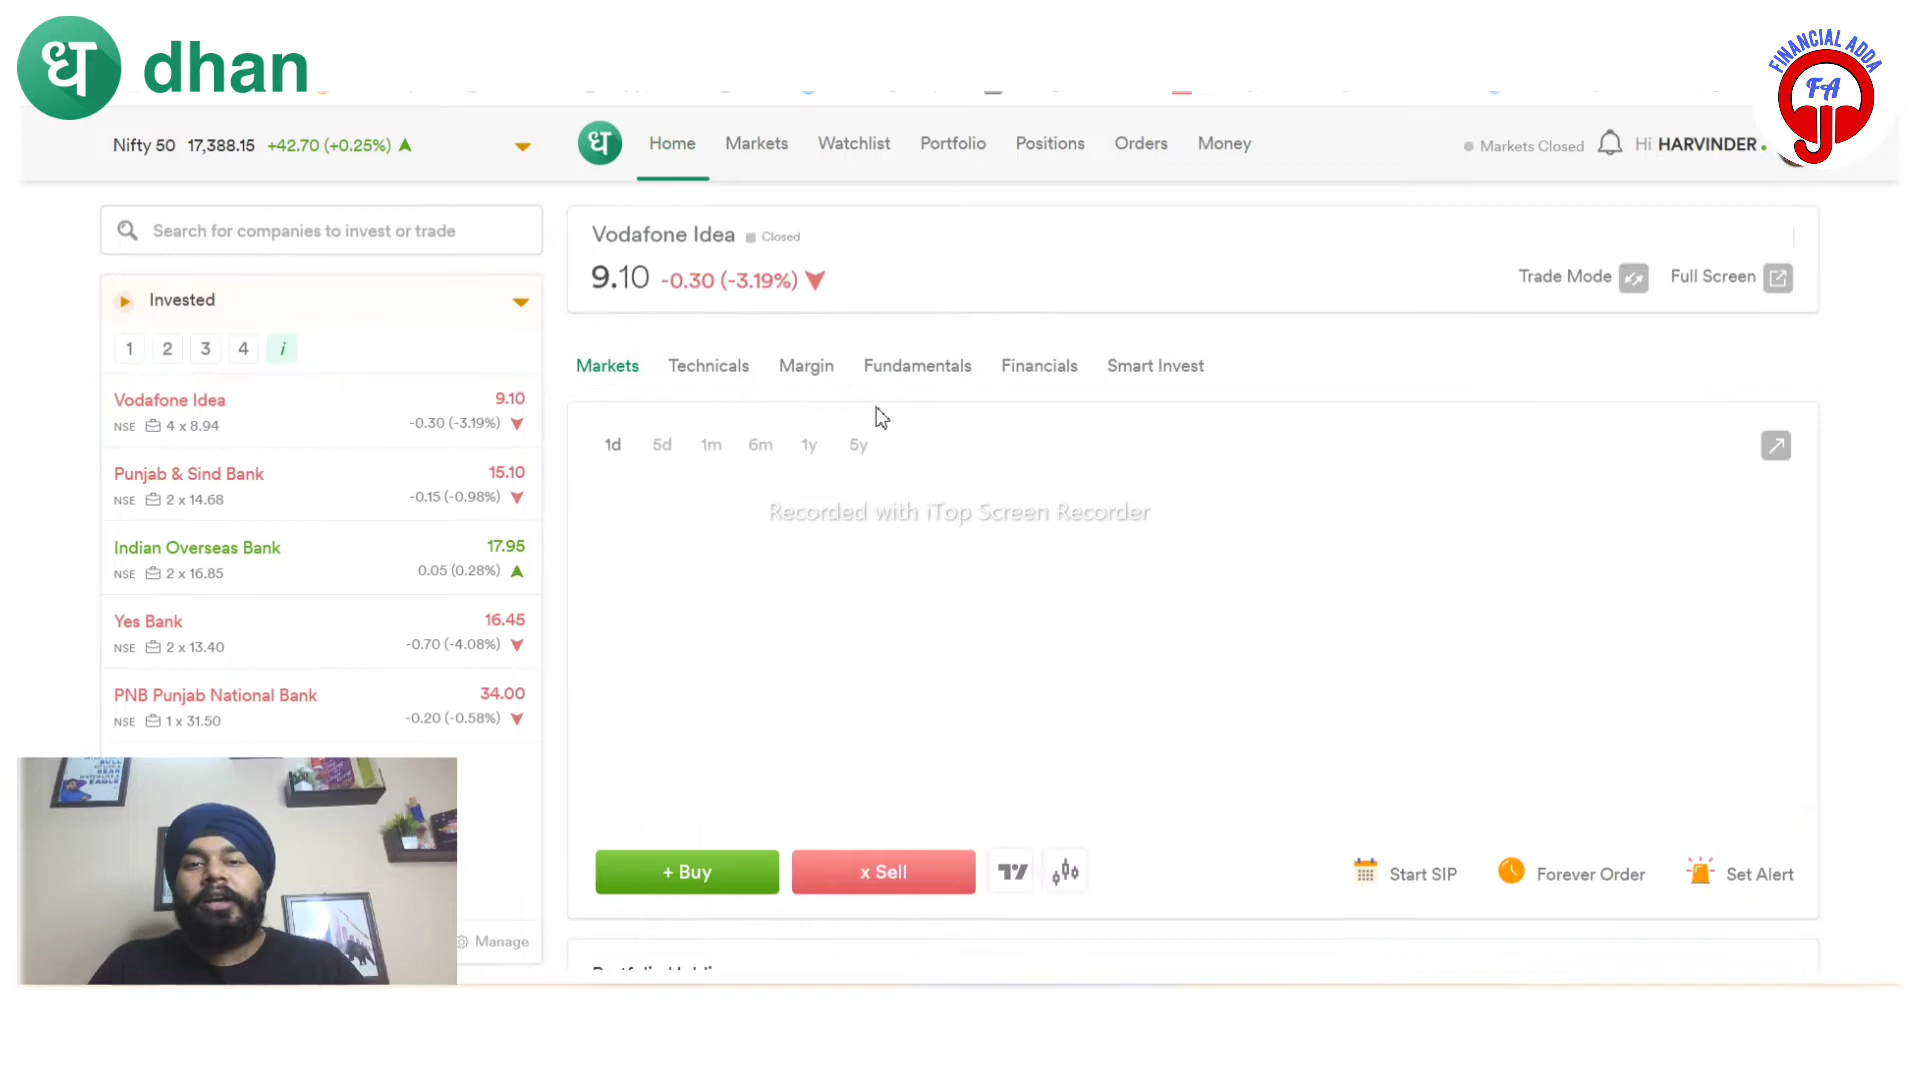 ध dhan
FINANCIAL ADDA
FA
Nifty 50 17,388.15 +42.70 (+0.25%)
ध Home Markets Watchlist Portfolio Positions Orders Money
Markets Closed Hi HARVINDER
Search for companies to invest or trade
Invested
1 2 3 4 i
Vodafone Idea 9.10
NSE 4 x 8.94 -0.30 (-3.19%)
Punjab & Sind Bank 15.10
NSE 2 x 14.68 -0.15 (-0.98%)
Indian Overseas Bank 17.95
NSE 2 x 16.85 0.05 (0.28%)
Yes Bank 16.45
NSE 2 x 13.40 -0.70 (-4.08%)
PNB Punjab National Bank 34.00
NSE 1 x 31.50 -0.20 (-0.58%)
Manage
Vodafone Idea Closed
9.10 -0.30 (-3.19%)
Trade Mode Full Screen
Markets Technicals Margin Fundamentals Financials Smart Invest
1d 5d 1m 6m 1y 5y
Recorded with iTop Screen Recorder
+ Buy x Sell
Start SIP Forever Order Set Alert
BULL
BEAR
EAGLE